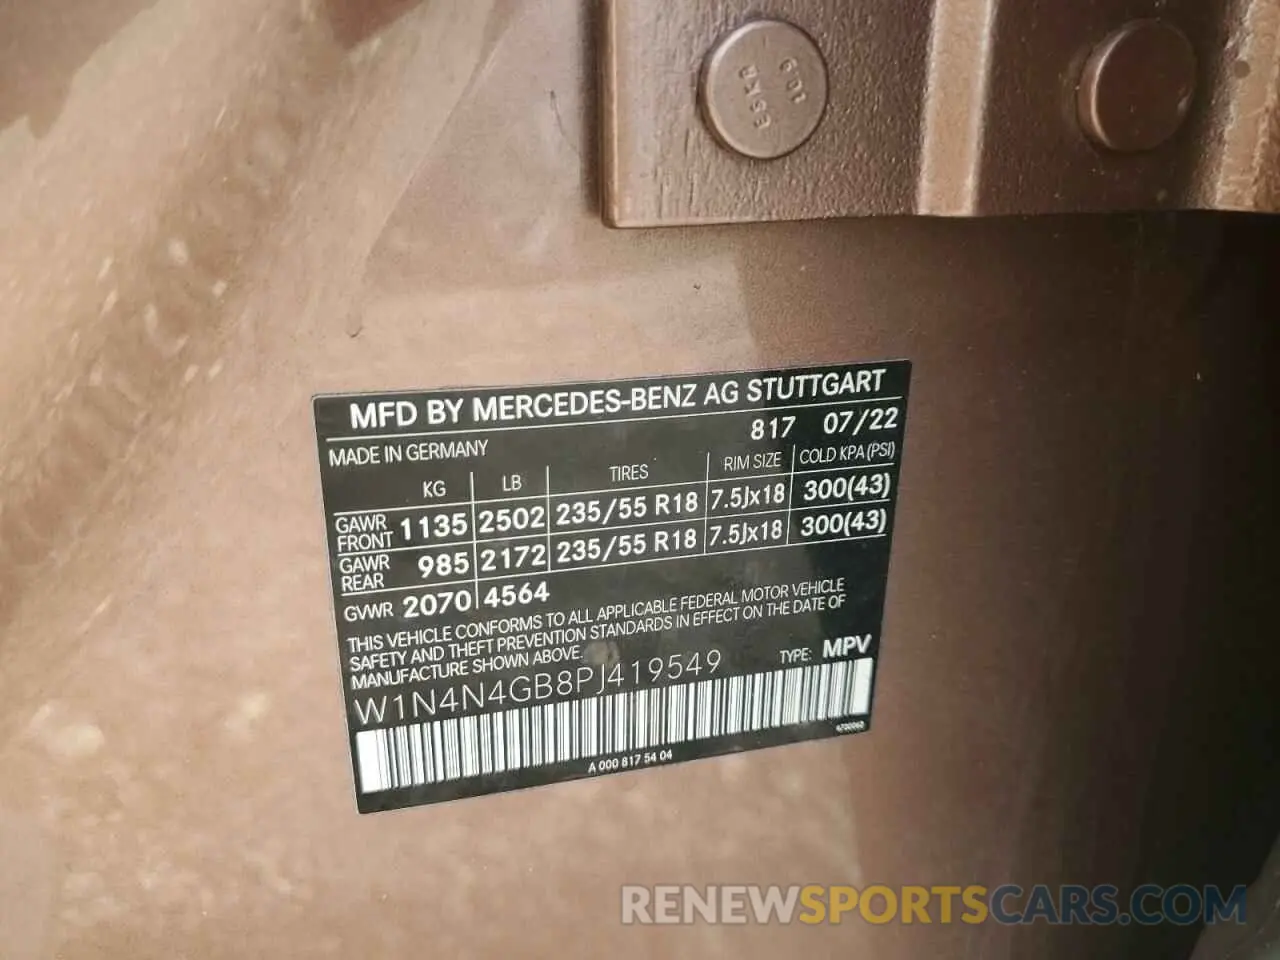 10 g
ESKR
MFD BY MERCEDES-BENZ AG STUTTGART
817 07/22
MADE IN GERMANY
KG LB TIRES RIM SIZE COLD KPA (PSI)
GAWR FRONT 1135 2502 235/55 R18 7.5Jx18 300(43)
GAWR REAR 985 2172 235/55 R18 7.5Jx18 300(43)
GVWR 2070 4564
THIS VEHICLE CONFORMS TO ALL APPLICABLE FEDERAL MOTOR VEHICLE
SAFETY AND THEFT PREVENTION STANDARDS IN EFFECT ON THE DATE OF
MANUFACTURE SHOWN ABOVE.
W1N4N4GB8PJ419549 TYPE: MPV
A 000 817 54 04
RENEWSPORTSCARS.COM